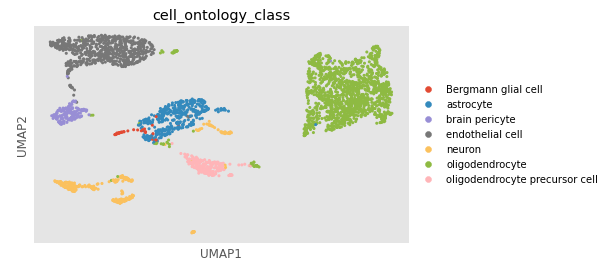 cell_ontology_class
UMAP2
UMAP1
Bergmann glial cell
astrocyte
brain pericyte
endothelial cell
neuron
oligodendrocyte
oligodendrocyte precursor cell